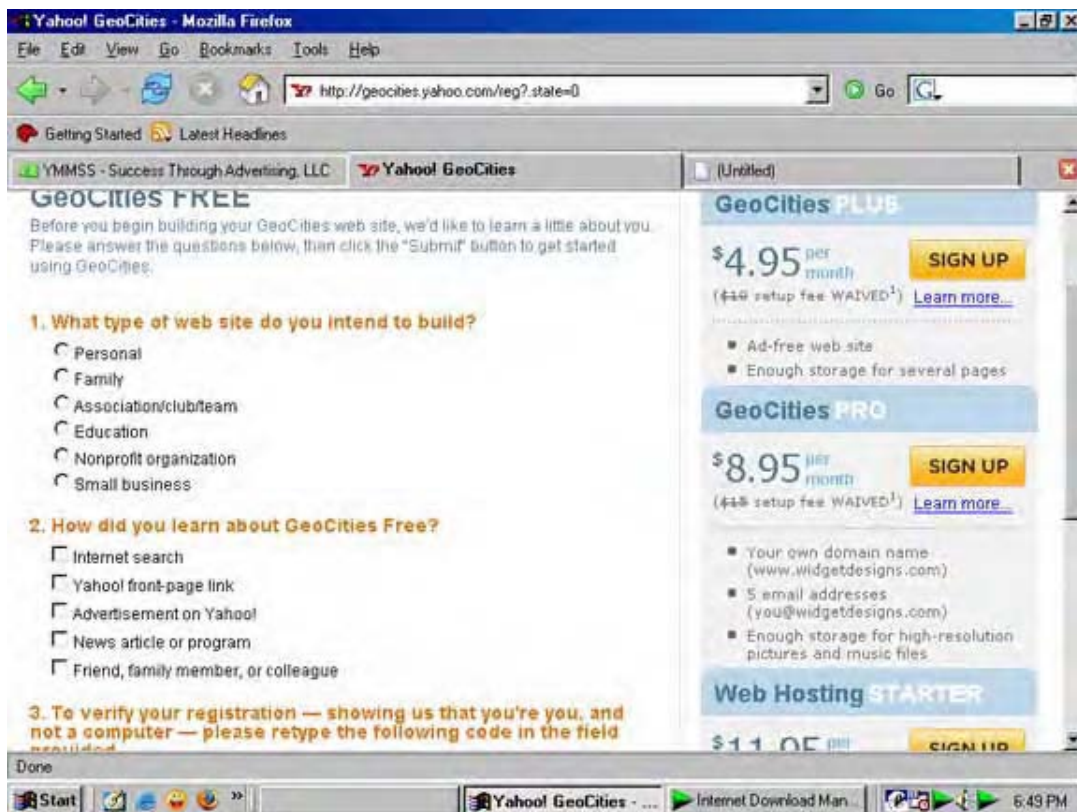 Yahoo! GeoCities - Mozilla Firefox
File Edit View Go Bookmarks Tools Help
http://geocities.yahoo.com/reg?.state=0
Go
G
Getting Started Latest Headlines
YMMSS - Success Through Advertising, LLC
Yahoo! GeoCities
(Untitled)
GeoCities FREE
Before you begin building your GeoCities web site, we'd like to learn a little about you.
Please answer the questions below, then click the "Submit" button to get started
using GeoCities.
1. What type of web site do you intend to build?
Personal
Family
Association/club/team
Education
Nonprofit organization
Small business
2. How did you learn about GeoCities Free?
Internet search
Yahoo! front-page link
Advertisement on Yahoo!
News article or program
Friend, family member, or colleague
3. To verify your registration — showing us that you're you, and
not a computer — please retype the following code in the field
provided
GeoCities PLUS
$4.95 per month
SIGN UP
($10 setup fee WAIVED1) Learn more...
Ad-free web site
Enough storage for several pages
GeoCities PRO
$8.95 per month
SIGN UP
($15 setup fee WAIVED1) Learn more...
Your own domain name
(www.widgetdesigns.com)
5 email addresses
(you@widgetdesigns.com)
Enough storage for high-resolution
pictures and music files
Web Hosting STARTER
$11.95 per
SIGN UP
Done
Start
Yahoo! GeoCities - ...
Internet Download Man...
6:49 PM